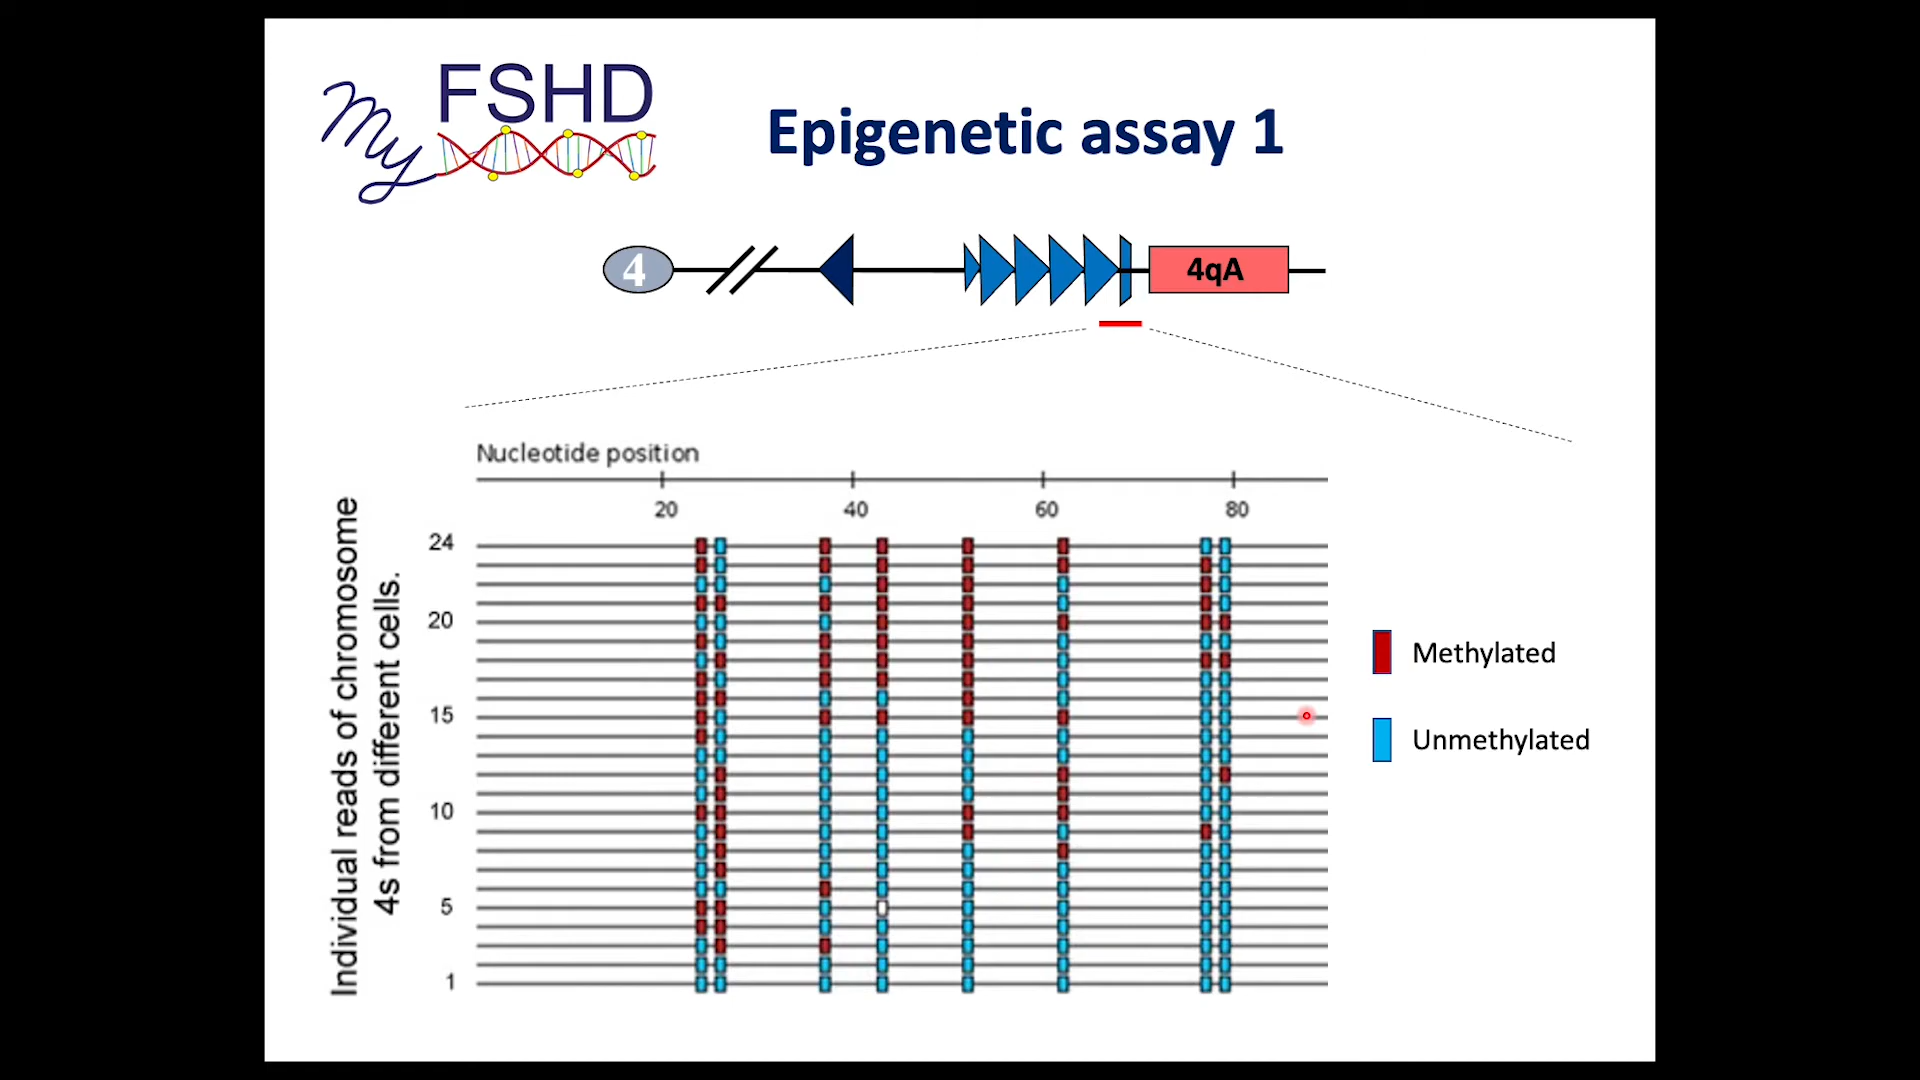 My
FSHD
Epigenetic assay 1
4
4qA
Nucleotide position
20 40 60 80
Individual reads of chromosome
4s from different cells.
24
20
15
10
5
1
Methylated
Unmethylated